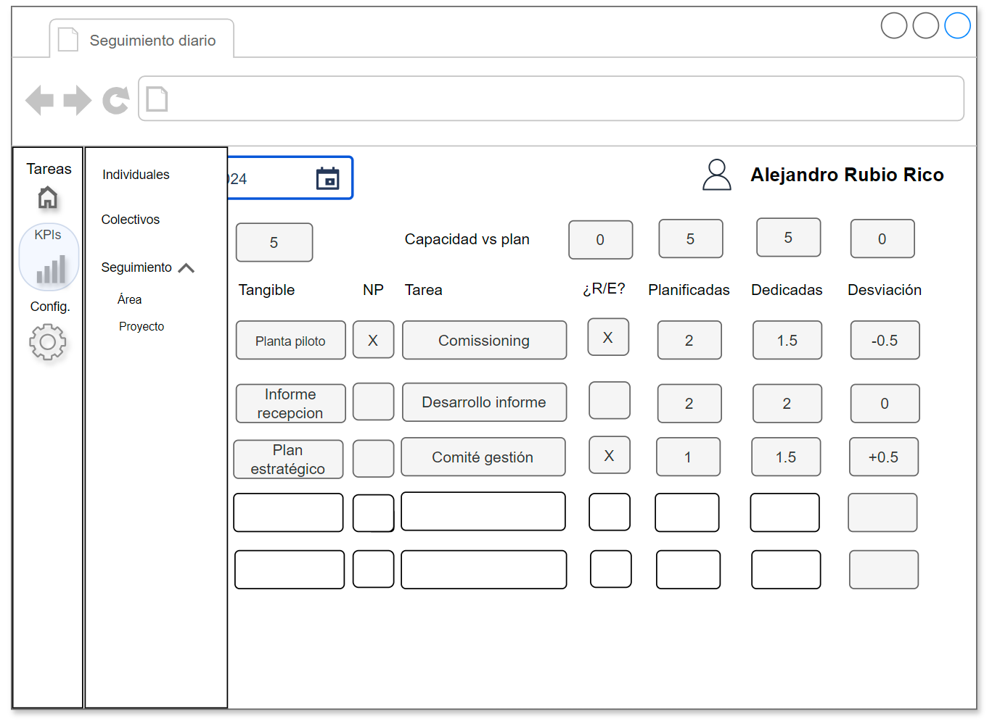 Seguimiento diario
Tareas
KPIs
Config.
Individuales
Colectivos
Seguimiento
Área
Proyecto
024
Alejandro Rubio Rico
5
Capacidad vs plan
0
5
5
0
Tangible
NP
Tarea
¿R/E?
Planificadas
Dedicadas
Desviación
Planta piloto
X
Comissioning
X
2
1.5
-0.5
Informe
recepcion
Desarrollo informe
2
2
0
Plan
estratégico
Comité gestión
X
1
1.5
+0.5